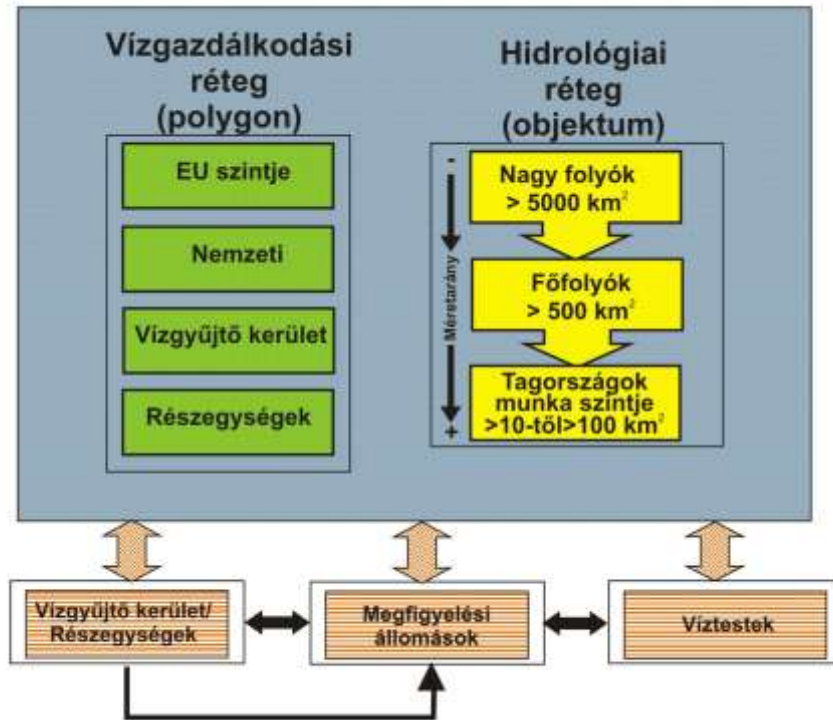 Vízgazdálkodási
réteg
(polygon)
EU szintje
Nemzeti
Vízgyűjtő kerület
Részegységek
Hidrológiai
réteg
(objektum)
-
Méretarány
+
Nagy folyók
> 5000 km²
Főfolyók
> 500 km²
Tagországok
munka szintje
>10-től>100 km²
Vízgyűjtő kerület/
Részegységek
Megfigyelési
állomások
Víztestek